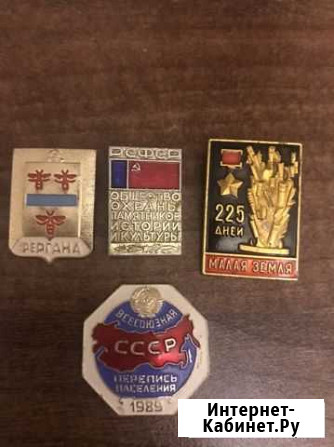 ФЕРГАНА
РСФСР
ОБЩЕСТВО
ОХРАНЫ
ПАМЯТНИКОВ
ИСТОРИИ
И КУЛЬТУРЫ
225
ДНЕЙ
МАЛАЯ ЗЕМЛЯ
ВСЕСОЮЗНАЯ
СССР
ПЕРЕПИСЬ
НАСЕЛЕНИЯ
1989
Интернет-
Кабинет.Ру